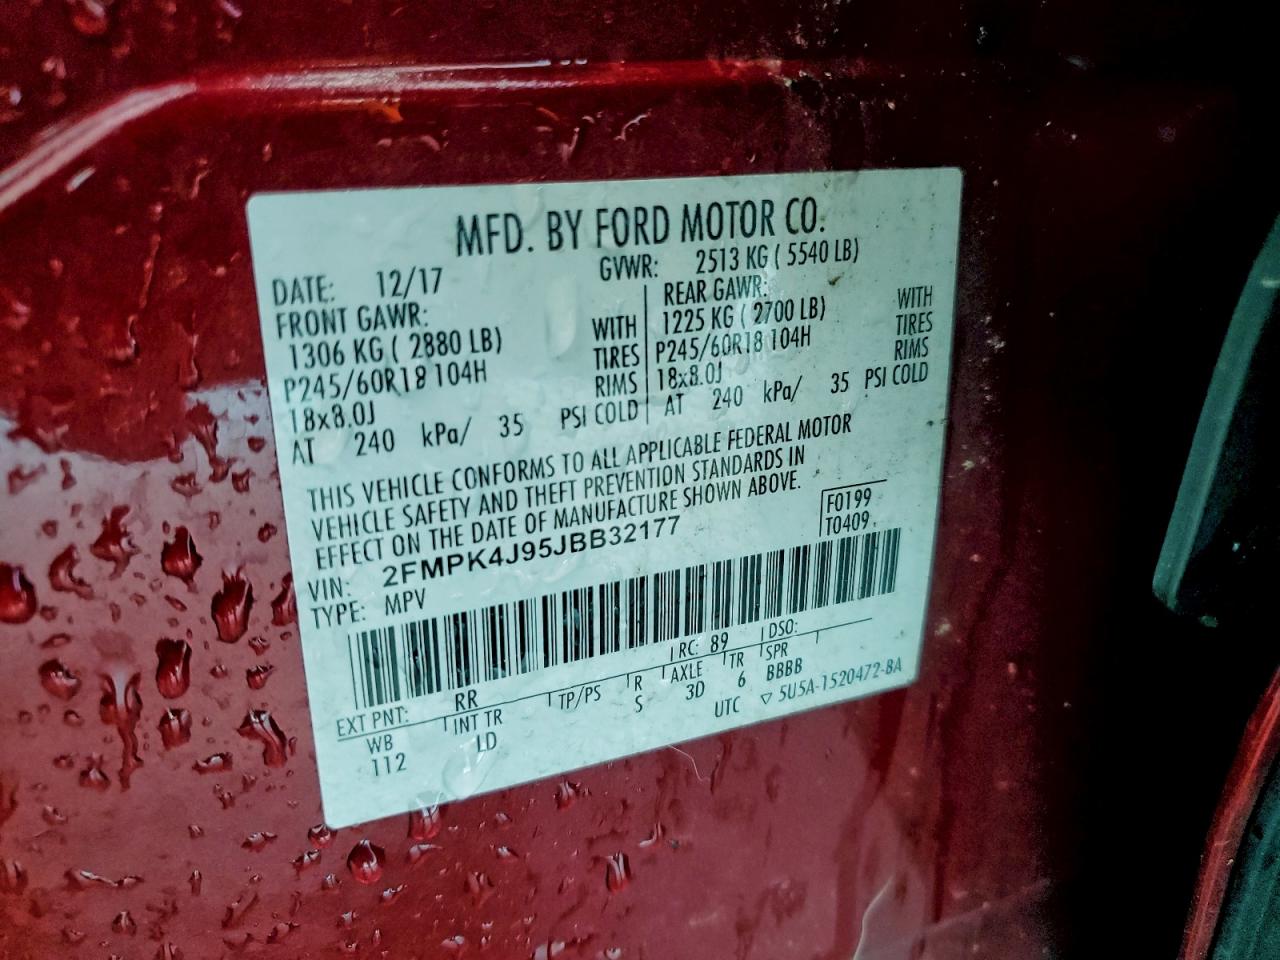 MFD. BY FORD MOTOR CO.
DATE: 12/17 GVWR: 2513 KG ( 5540 LB)
FRONT GAWR: REAR GAWR:
1306 KG ( 2880 LB) WITH 1225 KG ( 2700 LB) WITH
P245/60R18 104H TIRES P245/60R18 104H TIRES
18x8.0J RIMS 18x8.0J RIMS
AT 240 kPa/ 35 PSI COLD AT 240 kPa/ 35 PSI COLD
THIS VEHICLE CONFORMS TO ALL APPLICABLE FEDERAL MOTOR
VEHICLE SAFETY AND THEFT PREVENTION STANDARDS IN
EFFECT ON THE DATE OF MANUFACTURE SHOWN ABOVE.
F0199
T0409
VIN: 2FMPK4J95JBB32177
TYPE: MPV
EXT PNT: RR RC: 89 DSO:
WB INT TR TP/PS R AXLE TR SPR
112 LD S 3D 6 BBBB
UTC ▽ 5U5A-1520472-BA